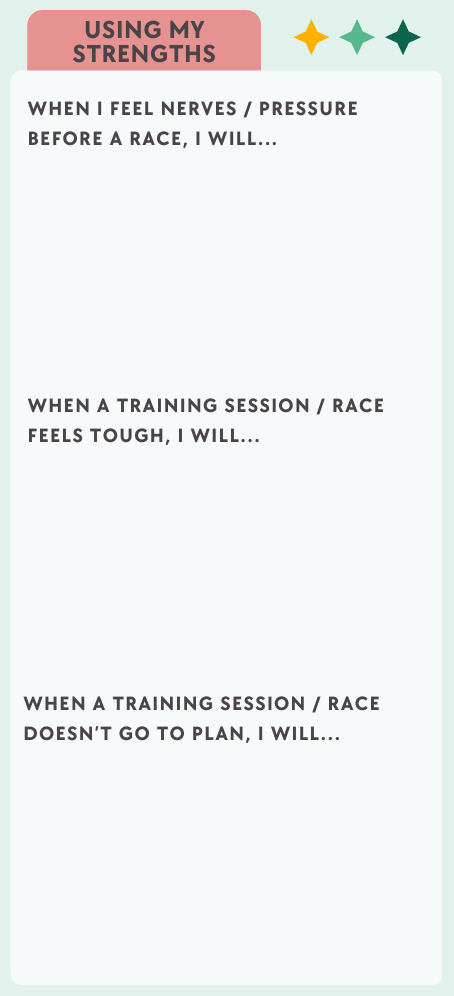 USING MY
STRENGTHS
WHEN I FEEL NERVES / PRESSURE
BEFORE A RACE, I WILL...
WHEN A TRAINING SESSION / RACE
FEELS TOUGH, I WILL...
WHEN A TRAINING SESSION / RACE
DOESN'T GO TO PLAN, I WILL...